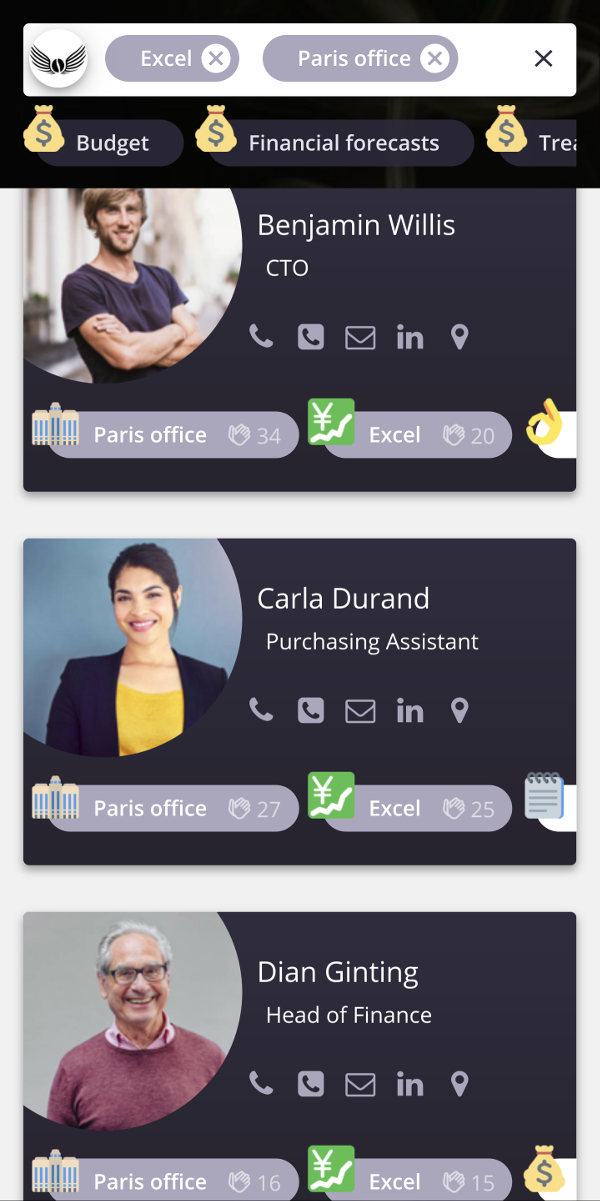 Excel Paris office
Budget Financial forecasts
Benjamin Willis
CTO
Paris office 34 Excel 20
Carla Durand
Purchasing Assistant
Paris office 27 Excel 25
Dian Ginting
Head of Finance
Paris office 16 Excel 15